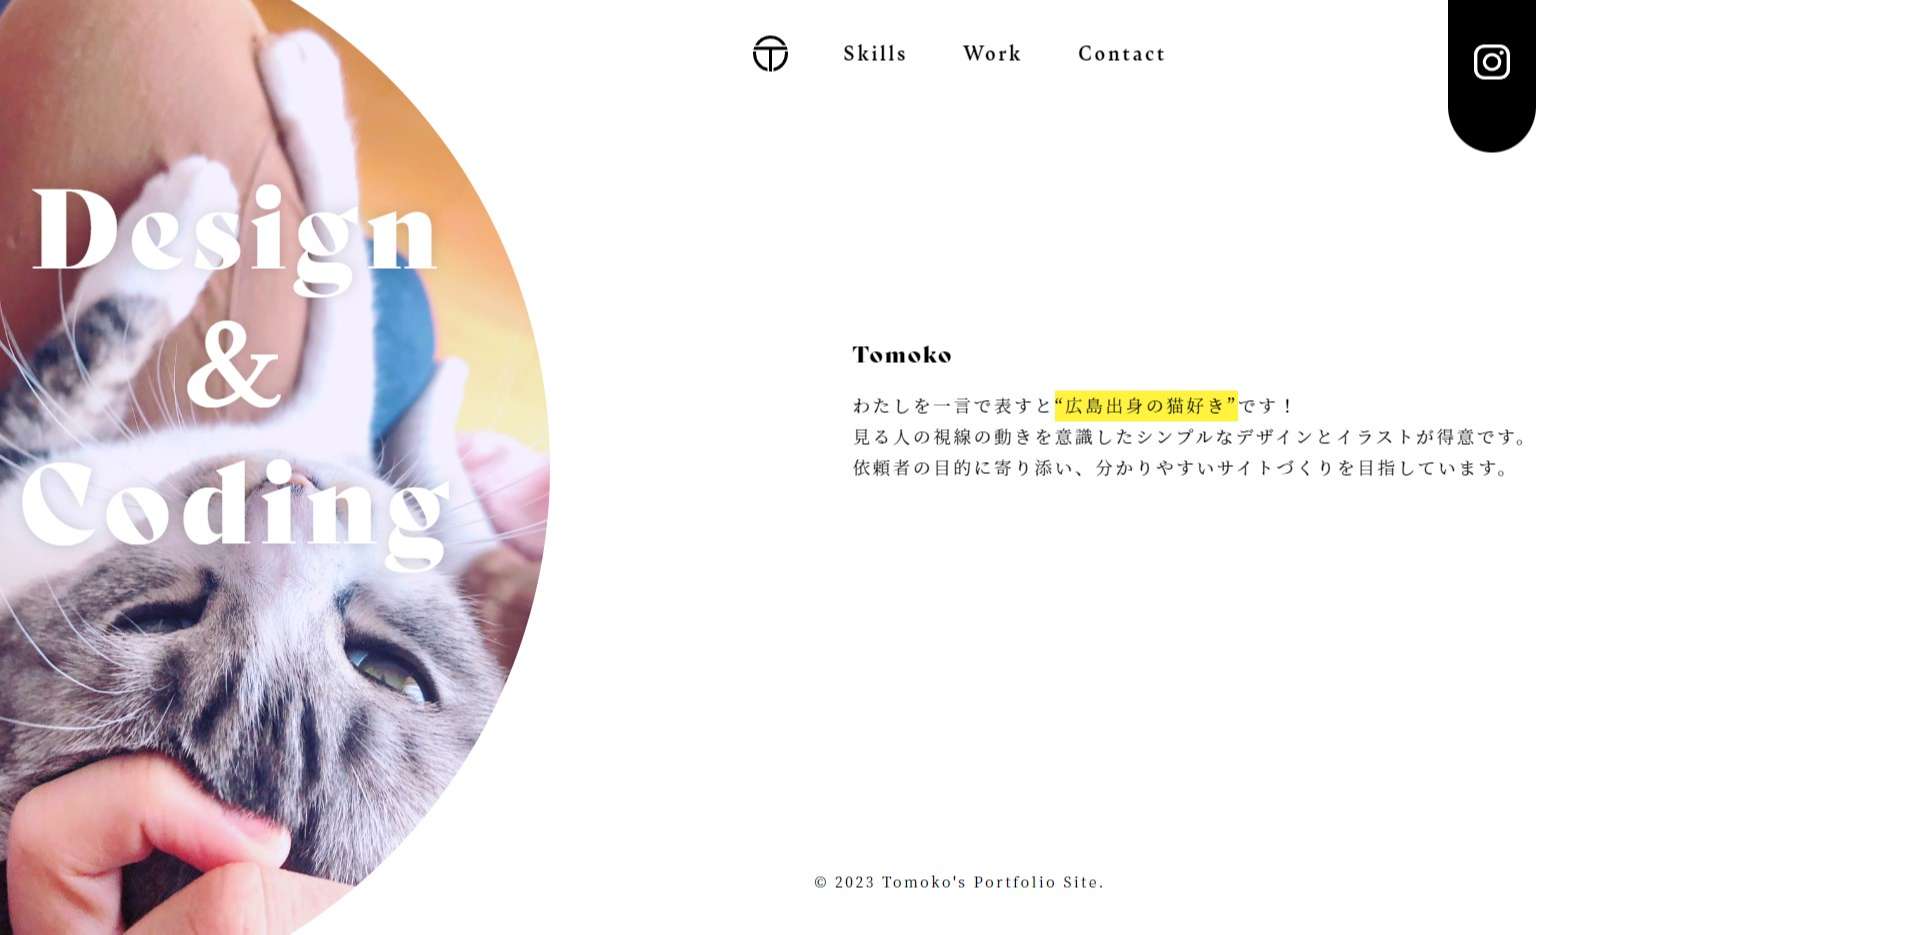 Skills
Work
Contact
Design
&
Coding
Tomoko
わたしを一言で表すと“広島出身の猫好き”です！
見る人の視線の動きを意識したシンプルなデザインとイラストが得意です。
依頼者の目的に寄り添い、分かりやすいサイトづくりを目指しています。
© 2023 Tomoko's Portfolio Site.